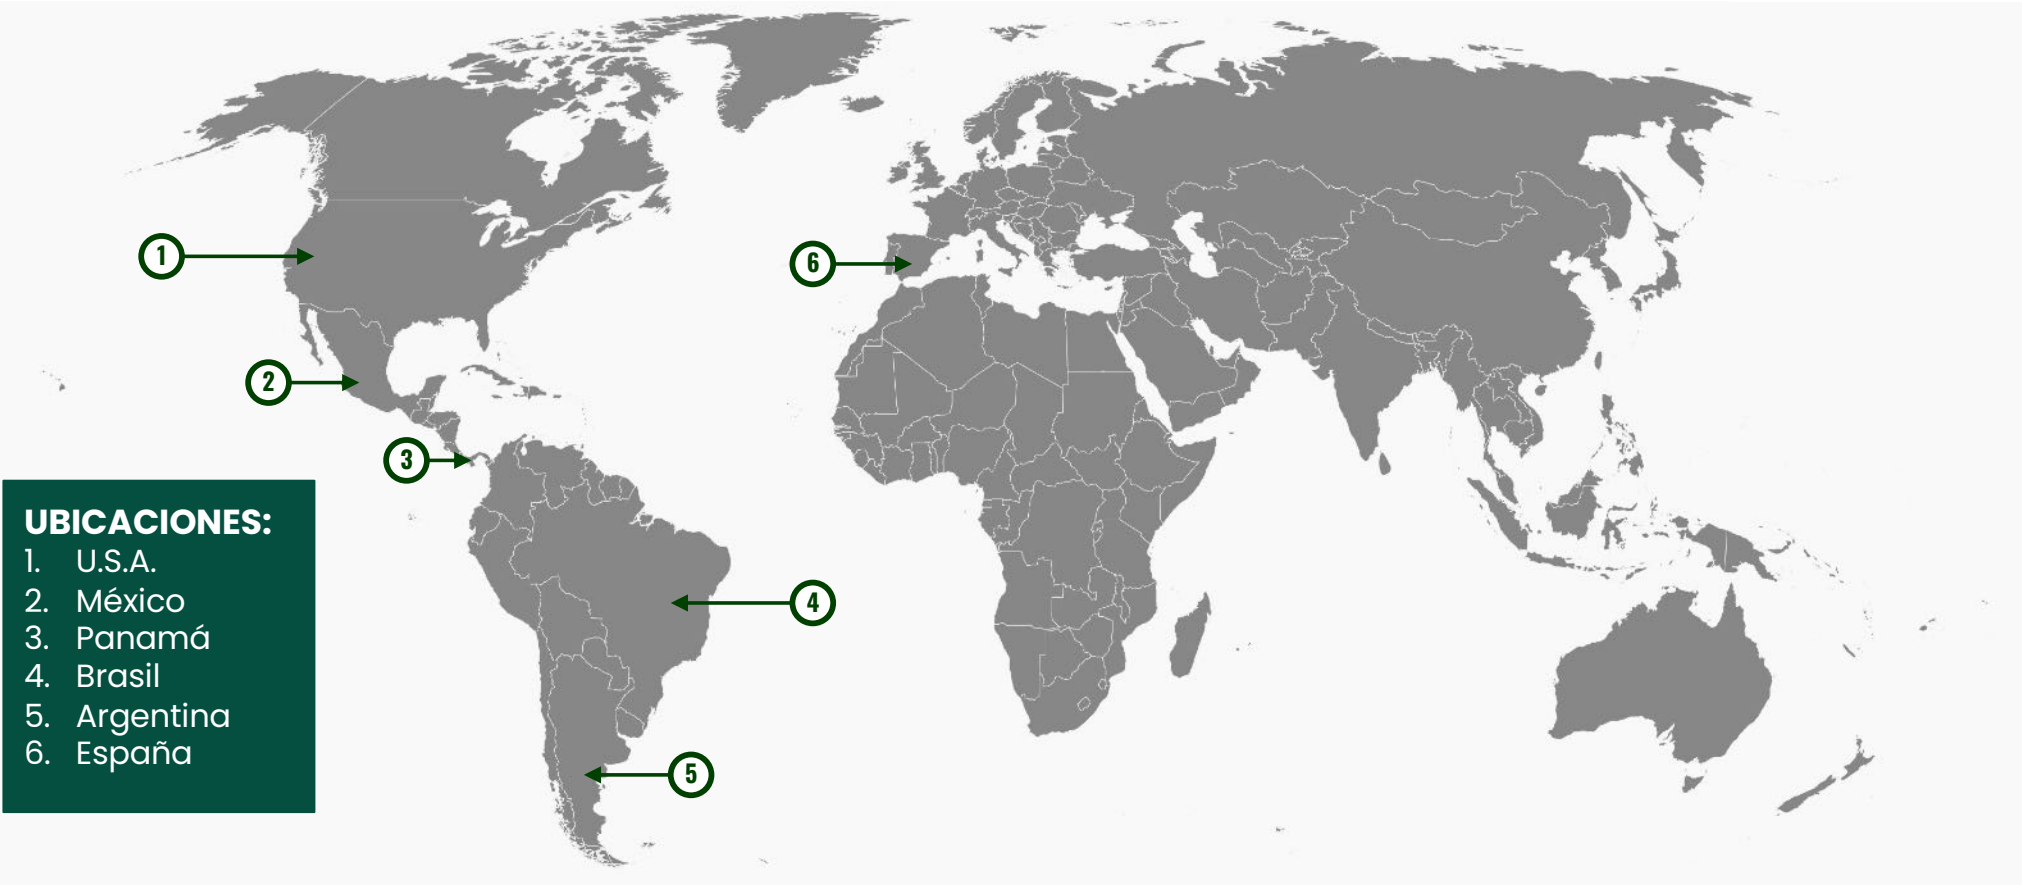 1
6
2
3
UBICACIONES:
1. U.S.A.
2. México
3. Panamá
4. Brasil
5. Argentina
6. España
4
5